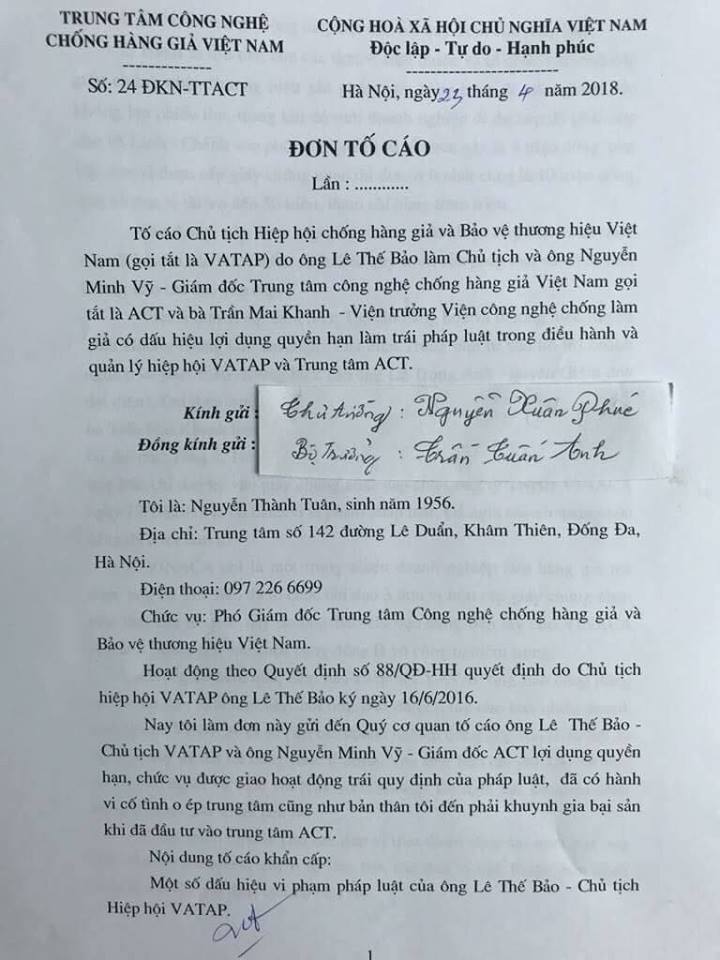 TRUNG TÂM CÔNG NGHỆ
CHỐNG HÀNG GIẢ VIỆT NAM
---------------
Số: 24 ĐKN-TTACT
CỘNG HOÀ XÃ HỘI CHỦ NGHĨA VIỆT NAM
Độc lập - Tự do - Hạnh phúc
--------------------------
Hà Nội, ngày 23 tháng 4 năm 2018.
ĐƠN TỐ CÁO
Lần : ............
Tố cáo Chủ tịch Hiệp hội chống hàng giả và Bảo vệ thương hiệu Việt
Nam (gọi tắt là VATAP) do ông Lê Thế Bảo làm Chủ tịch và ông Nguyễn
Minh Vỹ - Giám đốc Trung tâm công nghệ chống hàng giả Việt Nam gọi
tắt là ACT và bà Trần Mai Khanh - Viện trưởng Viện công nghệ chống làm
giả có dấu hiệu lợi dụng quyền hạn làm trái pháp luật trong điều hành và
quản lý hiệp hội VATAP và Trung tâm ACT.
Kính gửi : Thủ tướng : Nguyễn Xuân Phúc
Đồng kính gửi : Bộ Trưởng : Trần Tuấn Anh
Tôi là: Nguyễn Thành Tuân, sinh năm 1956.
Địa chỉ: Trung tâm số 142 đường Lê Duẩn, Khâm Thiên, Đống Đa,
Hà Nội.
Điện thoại: 097 226 6699
Chức vụ: Phó Giám đốc Trung tâm Công nghệ chống hàng giả và
Bảo vệ thương hiệu Việt Nam.
Hoạt động theo Quyết định số 88/QĐ-HH quyết định do Chủ tịch
hiệp hội VATAP ông Lê Thế Bảo ký ngày 16/6/2016.
Nay tôi làm đơn này gửi đến Quý cơ quan tố cáo ông Lê Thế Bảo -
Chủ tịch VATAP và ông Nguyễn Minh Vỹ - Giám đốc ACT lợi dụng quyền
hạn, chức vụ được giao hoạt động trái quy định của pháp luật, đã có hành
vi cố tình o ép trung tâm cũng như bản thân tôi đến phải khuynh gia bại sản
khi đã đầu tư vào trung tâm ACT.
Nội dung tố cáo khẩn cấp:
Một số dấu hiệu vi phạm pháp luật của ông Lê Thế Bảo - Chủ tịch
Hiệp hội VATAP.
1